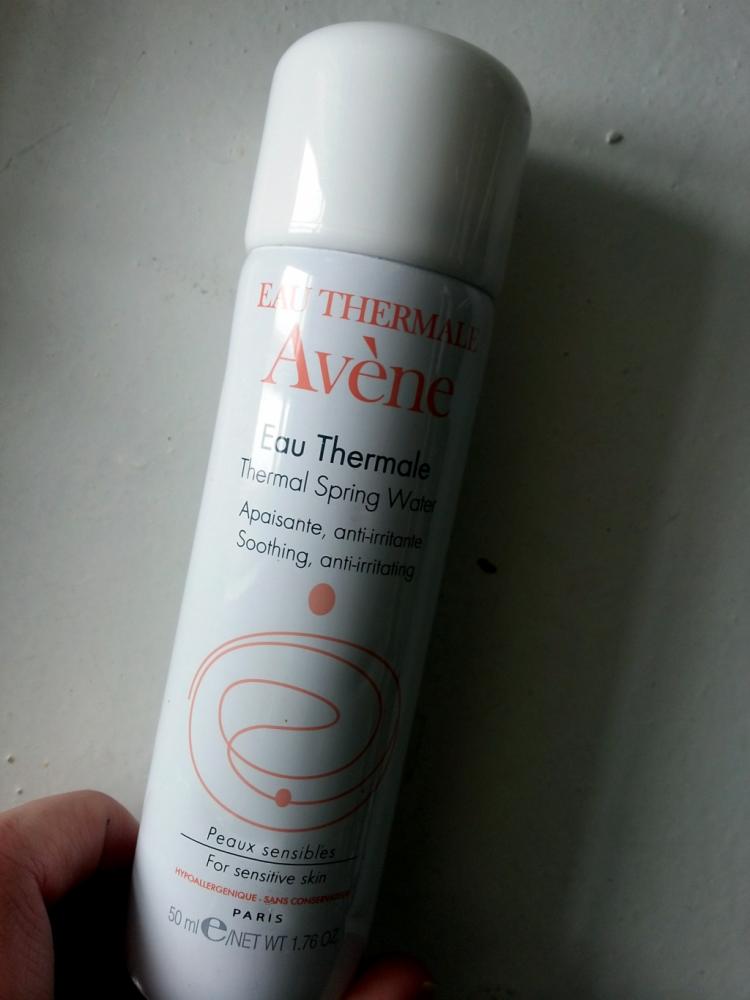 EAU THERMALE
Avène
Eau Thermale
Thermal Spring Water
Apaisante, anti-irritante
Soothing, anti-irritating
Peaux sensibles
For sensitive skin
HYPOALLERGENIQUE - SANS CONSERVATEUR
PARIS
50 ml e/NET WT 1.76 OZ.